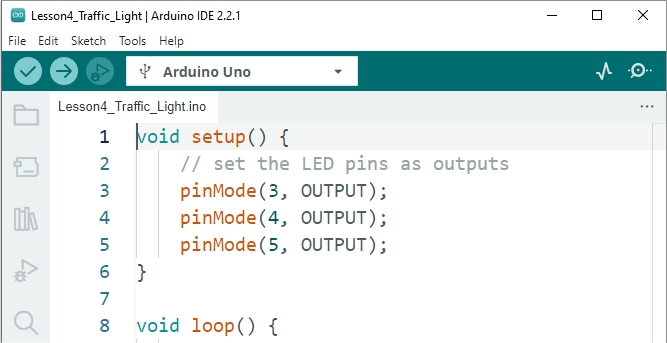 Lesson4_Traffic_Light | Arduino IDE 2.2.1
File Edit Sketch Tools Help
Arduino Uno
Lesson4_Traffic_Light.ino
1 void setup() {
2 // set the LED pins as outputs
3 pinMode(3, OUTPUT);
4 pinMode(4, OUTPUT);
5 pinMode(5, OUTPUT);
6 }
7
8 void loop() {